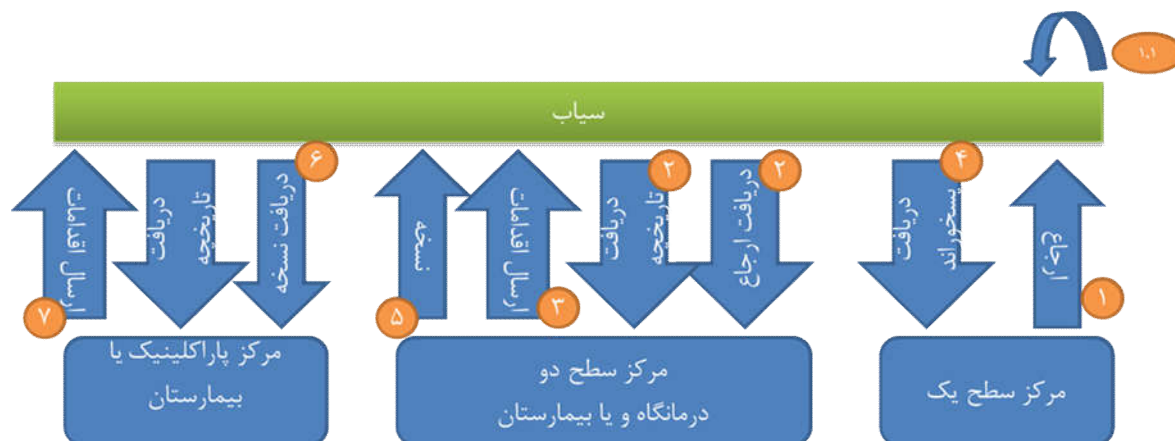 ۱,۱
سیاب
۱
ارجاع
۴
دریافت
پسخوراند
۲
دریافت ارجاع
۲
دریافت
تاریخچه
۳
ارسال اقدامات
۵
نسخه
۶
دریافت نسخه
دریافت
تاریخچه
۷
ارسال اقدامات
مرکز سطح یک
مرکز سطح دو
درمانگاه و یا بیمارستان
مرکز پاراکلینیک یا
بیمارستان